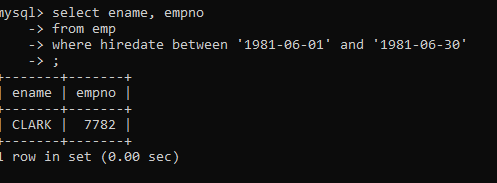 mysql> select ename, empno
-> from emp
-> where hiredate between '1981-06-01' and '1981-06-30'
-> ;
+-------+-------+
| ename | empno |
+-------+-------+
| CLARK |  7782 |
+-------+-------+
1 row in set (0.00 sec)